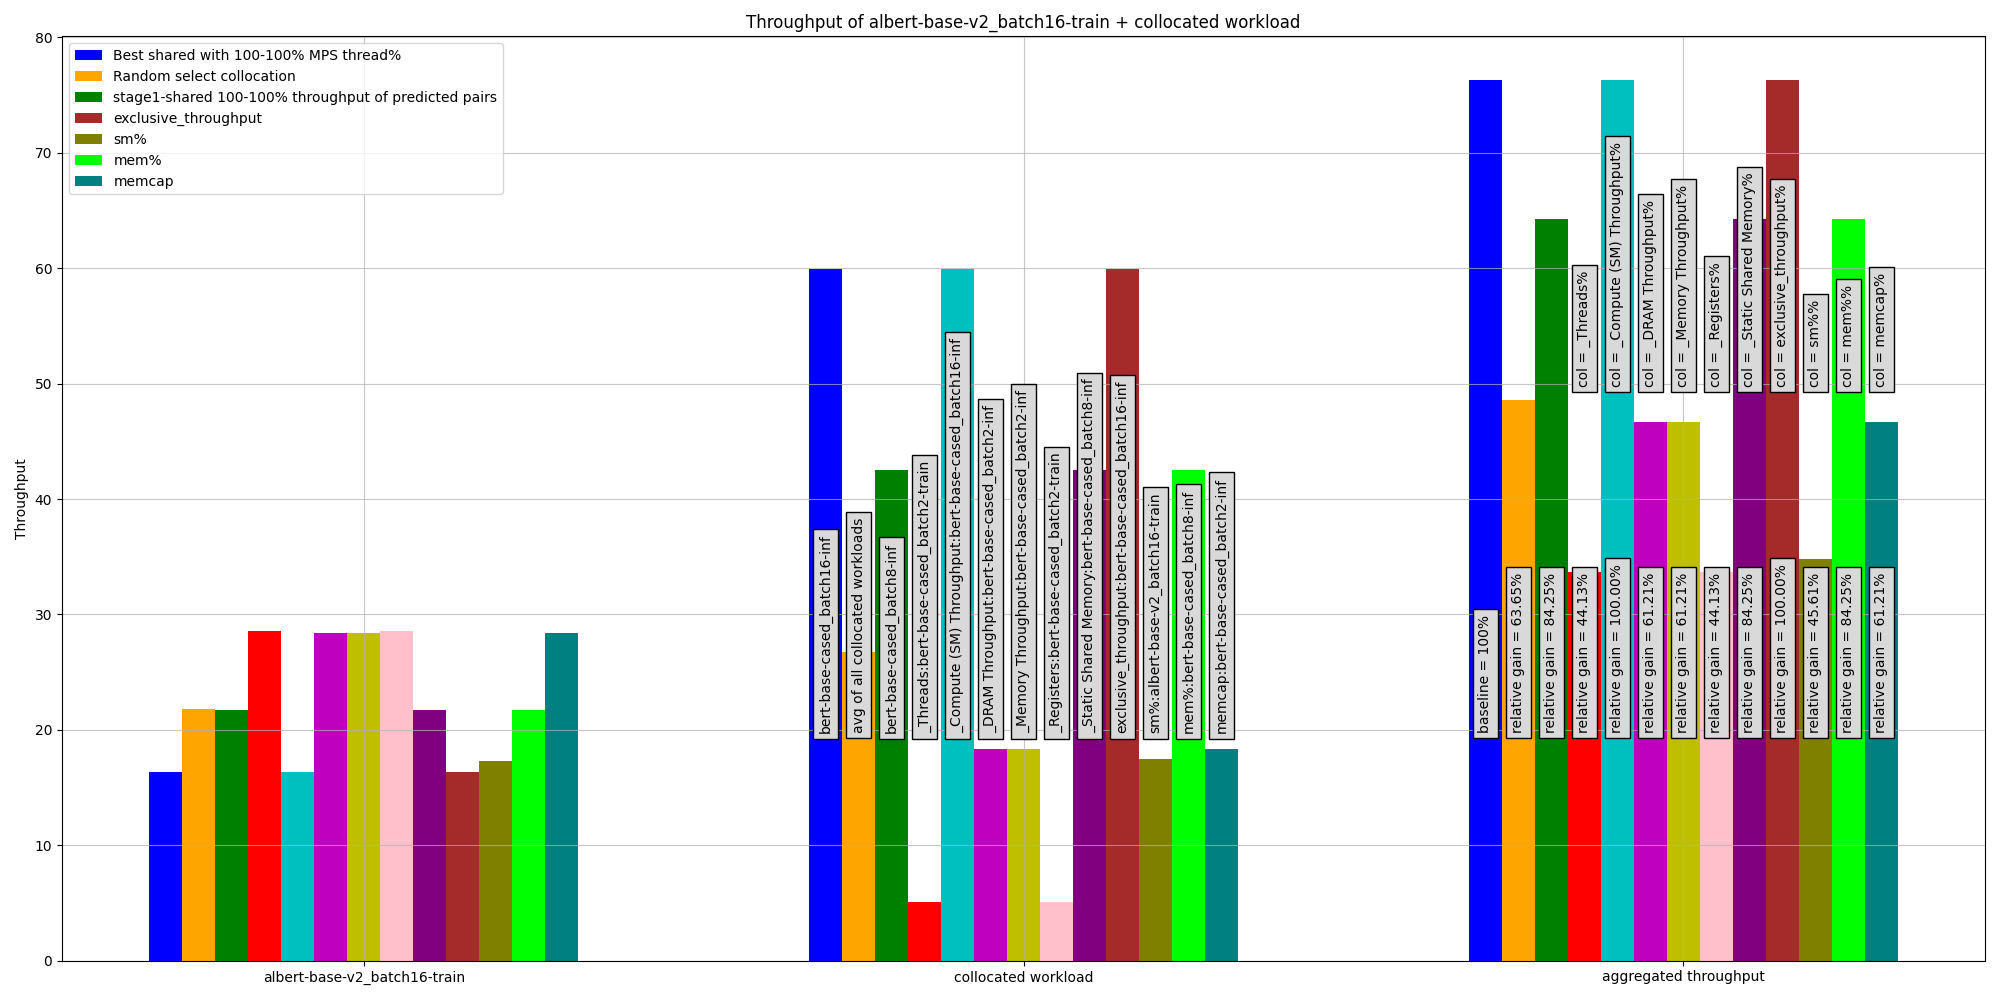 Throughput of albert-base-v2_batch16-train + collocated workload
Best shared with 100-100% MPS thread%
Random select collocation
stage1-shared 100-100% throughput of predicted pairs
exclusive_throughput
sm%
mem%
memcap
Throughput
80
70
60
50
40
30
20
10
0
bert-base-cased_batch16-inf
avg of all collocated workloads
bert-base-cased_batch8-inf
_Threads:bert-base-cased_batch2-train
_Compute (SM) Throughput:bert-base-cased_batch16-inf
_DRAM Throughput:bert-base-cased_batch2-inf
_Memory Throughput:bert-base-cased_batch2-inf
_Registers:bert-base-cased_batch2-train
_Static Shared Memory:bert-base-cased_batch8-inf
exclusive_throughput:bert-base-cased_batch16-inf
sm%:albert-base-v2_batch16-train
mem%:bert-base-cased_batch8-inf
memcap:bert-base-cased_batch2-inf
col = _Threads%
col = _Compute (SM) Throughput%
col = _DRAM Throughput%
col = _Memory Throughput%
col = _Registers%
col = _Static Shared Memory%
col = exclusive_throughput%
col = sm%%
col = mem%%
col = memcap%
baseline = 100%
relative gain = 63.65%
relative gain = 84.25%
relative gain = 44.13%
relative gain = 100.00%
relative gain = 61.21%
relative gain = 61.21%
relative gain = 44.13%
relative gain = 84.25%
relative gain = 100.00%
relative gain = 45.61%
relative gain = 84.25%
relative gain = 61.21%
albert-base-v2_batch16-train
collocated workload
aggregated throughput